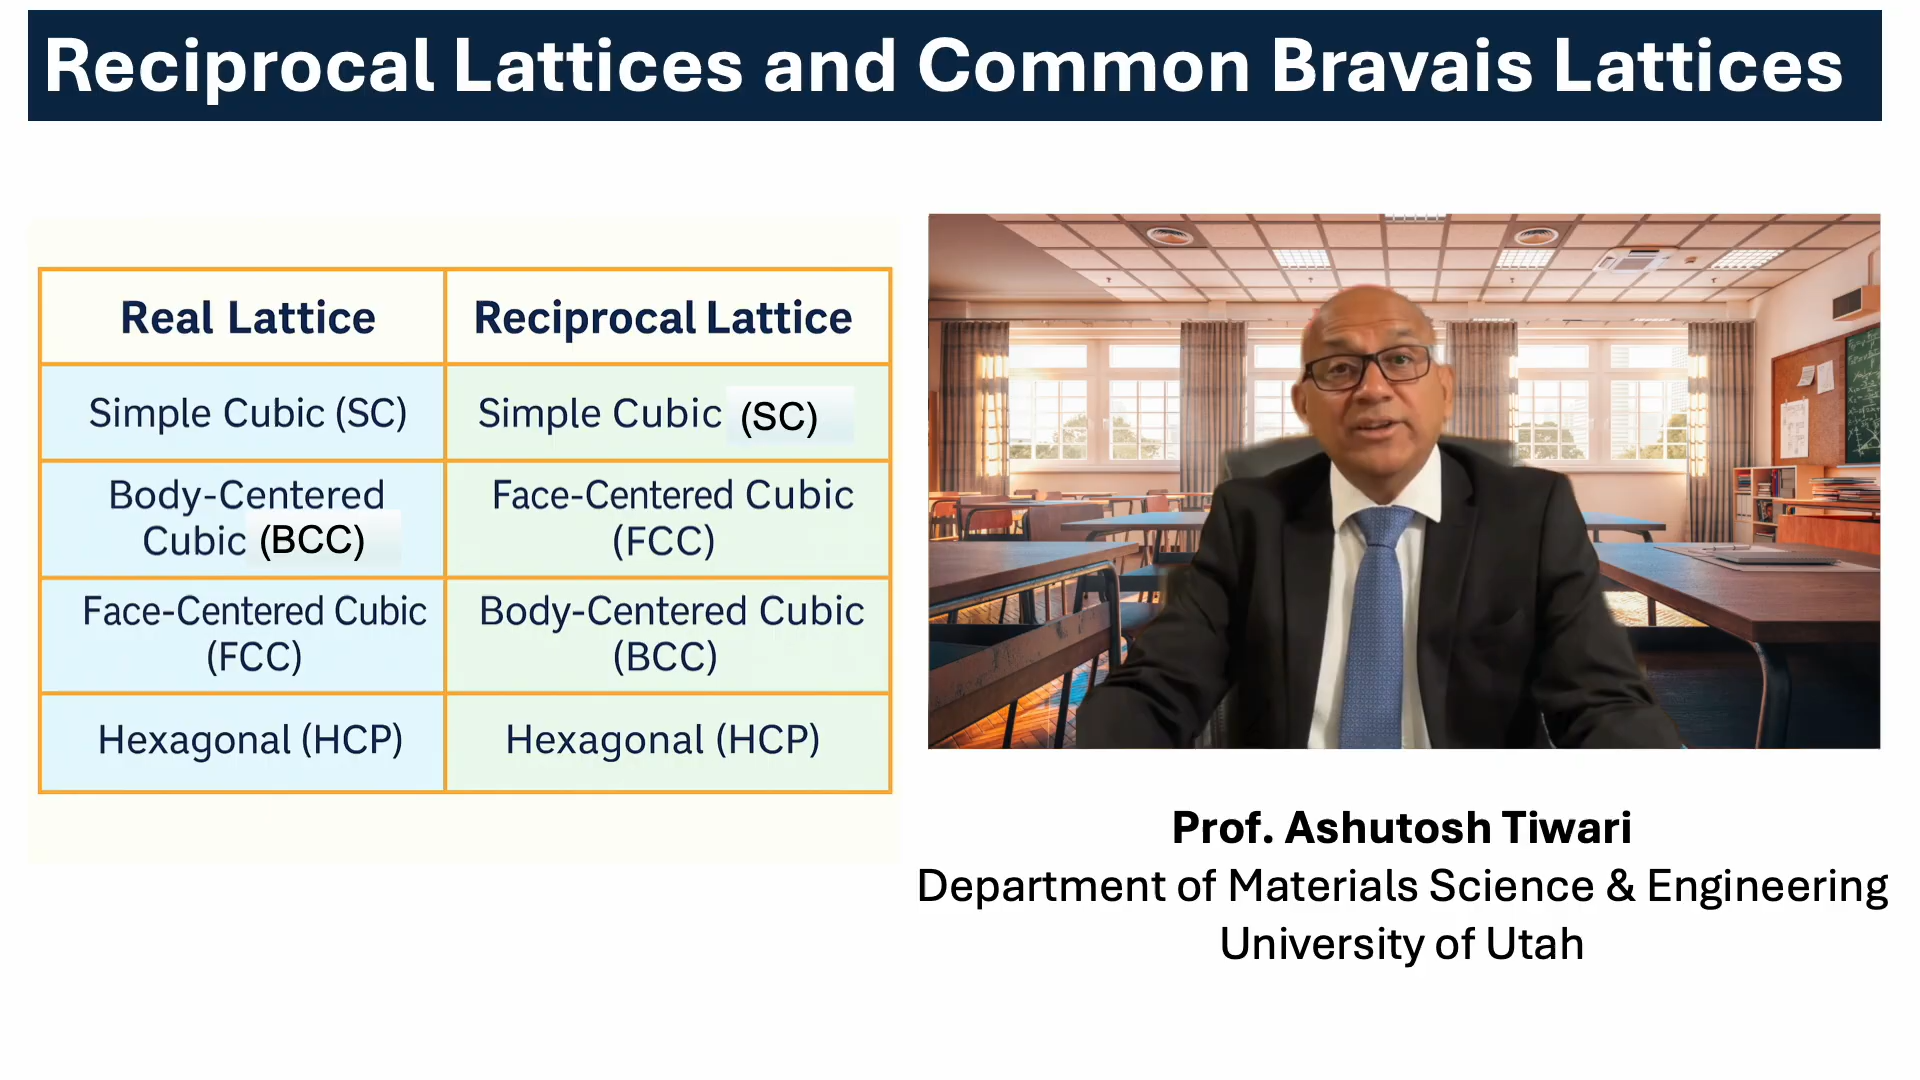 Reciprocal Lattices and Common Bravais Lattices
Real Lattice
Reciprocal Lattice
Simple Cubic (SC)
Simple Cubic (SC)
Body-Centered
Cubic (BCC)
Face-Centered Cubic
(FCC)
Face-Centered Cubic
(FCC)
Body-Centered Cubic
(BCC)
Hexagonal (HCP)
Hexagonal (HCP)
Prof. Ashutosh Tiwari
Department of Materials Science & Engineering
University of Utah